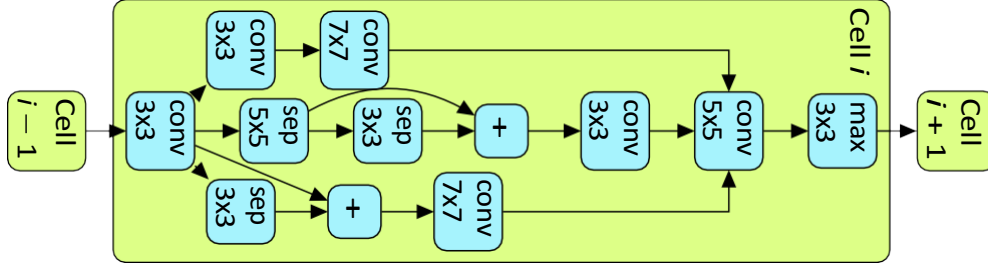 Cell
i − 1
Cell i
conv
3x3
conv
3x3
conv
7x7
sep
5x5
sep
3x3
+
conv
3x3
conv
5x5
max
3x3
sep
3x3
+
conv
7x7
Cell
i + 1